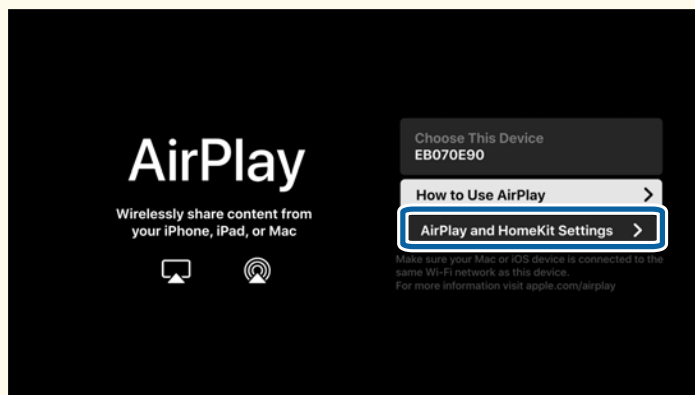 AirPlay
Wirelessly share content from
your iPhone, iPad, or Mac
Choose This Device
EB070E90
How to Use AirPlay
AirPlay and HomeKit Settings
Make sure your Mac or iOS device is connected to the
same Wi-Fi network as this device.
For more information visit apple.com/airplay